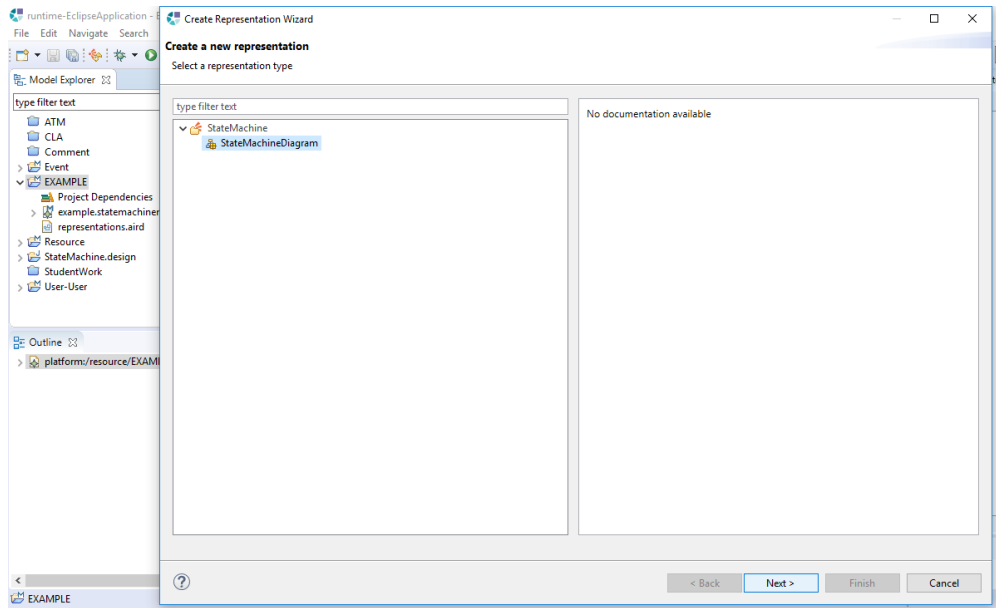 runtime-EclipseApplication - E
File Edit Navigate Search
Model Explorer
type filter text
ATM
CLA
Comment
Event
EXAMPLE
Project Dependencies
example.statemachine
representations.aird
Resource
StateMachine.design
StudentWork
User-User
Outline
platform:/resource/EXAM
EXAMPLE
Create Representation Wizard
Create a new representation
Select a representation type
type filter text
StateMachine
StateMachineDiagram
No documentation available
?
< Back Next > Finish Cancel